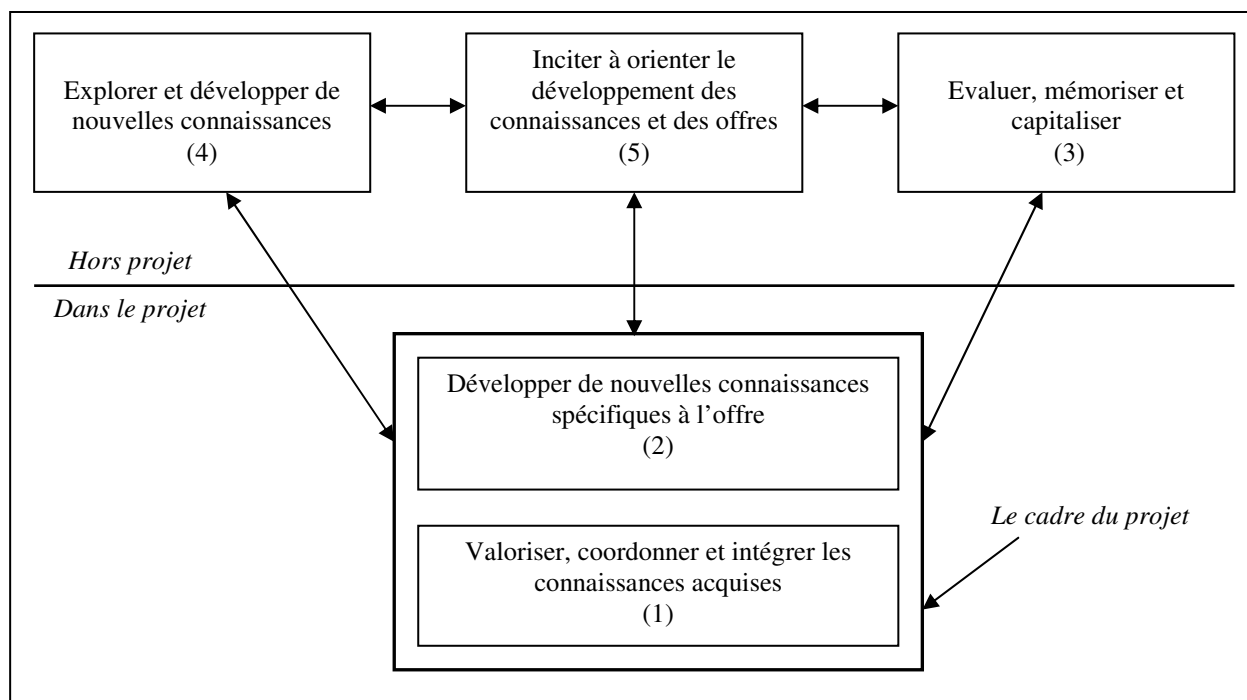 Explorer et développer de
nouvelles connaissances
(4)
Inciter à orienter le
développement des
connaissances et des offres
(5)
Evaluer, mémoriser et
capitaliser
(3)
Hors projet
Dans le projet
Développer de nouvelles connaissances
spécifiques à l’offre
(2)
Le cadre du projet
Valoriser, coordonner et intégrer les
connaissances acquises
(1)